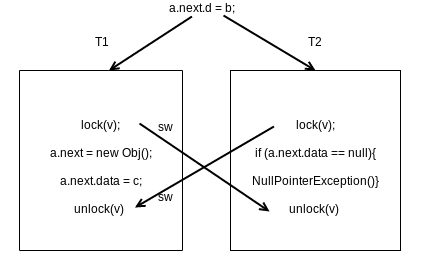 a.next.d = b;
T1
T2
lock(v);
a.next = new Obj();
a.next.data = c;
unlock(v)
sw
sw
lock(v);
if (a.next.data == null){
NullPointerException()}
unlock(v)